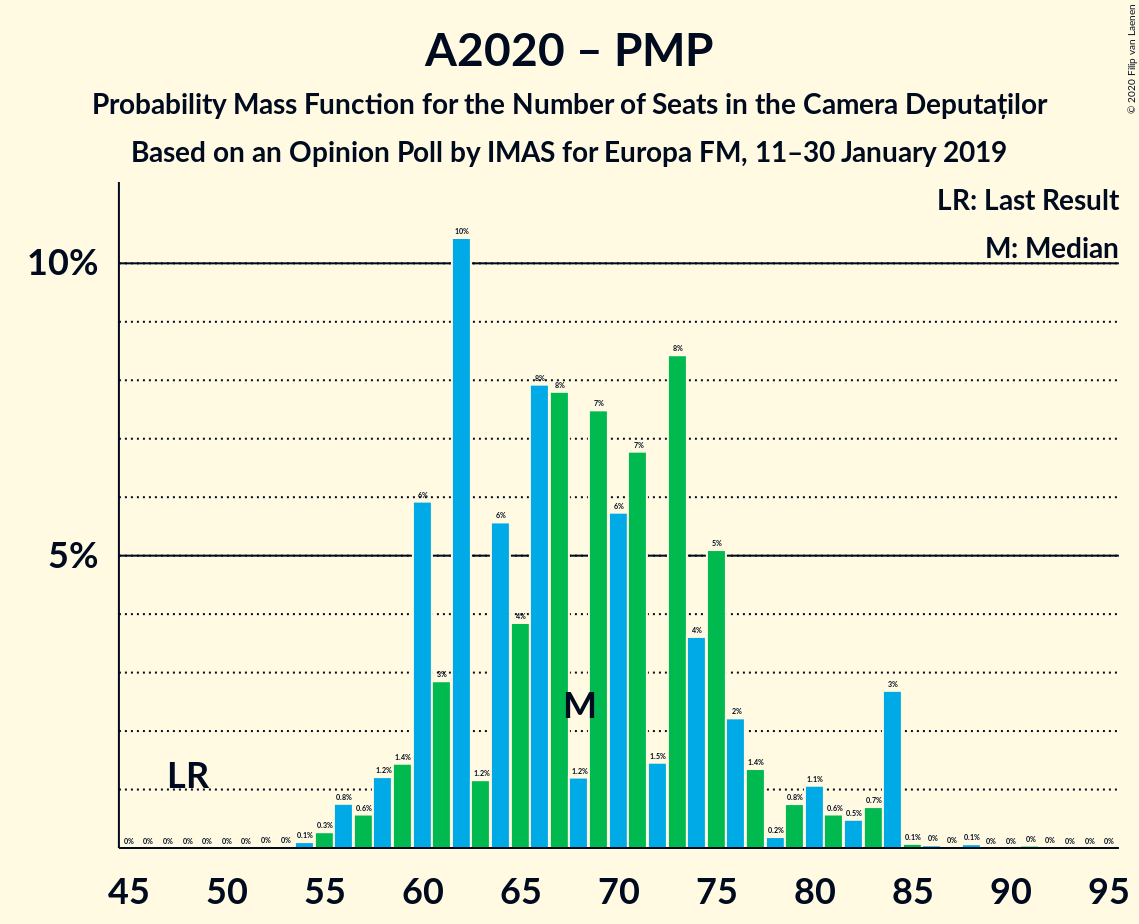 A2020 – PMP
Probability Mass Function for the Number of Seats in the Camera Deputaților
Based on an Opinion Poll by IMAS for Europa FM, 11–30 January 2019
© 2020 Filip van Laenen
LR: Last Result
M: Median
10%
5%
0% 0% 0% 0% 0% 0% 0% 0% 0% 0.1% 0.3% 0.8% 0.6% 1.2% 1.4% 6% 3% 10% 1.2% 6% 4% 8% 8% 1.2% 7% 6% 7% 1.5% 8% 4% 5% 2% 1.4% 0.2% 0.8% 1.1% 0.6% 0.5% 0.7% 3% 0.1% 0% 0% 0.1% 0% 0% 0% 0% 0% 0% 0%
M
LR
45 50 55 60 65 70 75 80 85 90 95